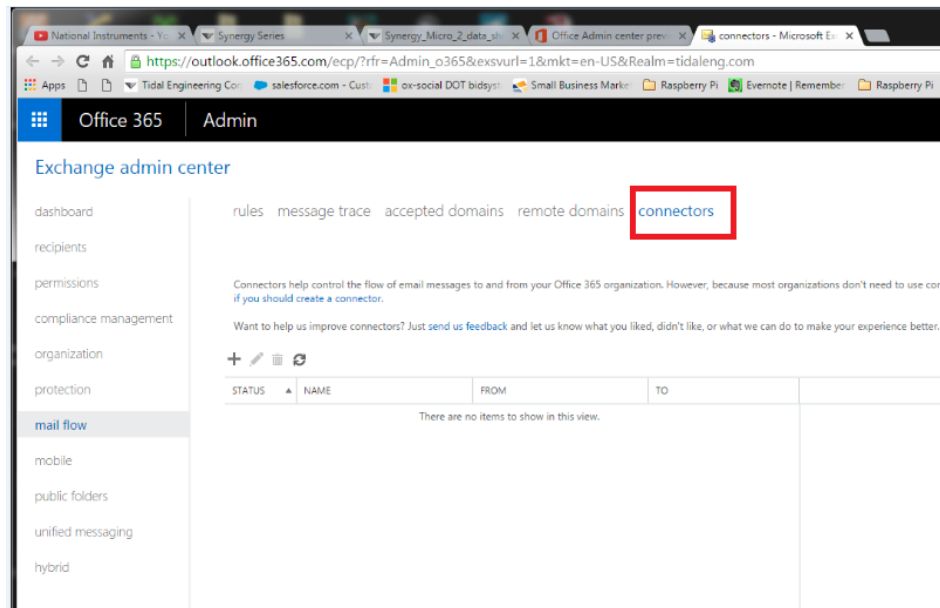 National Instruments - Yo
Synergy Series
Synergy_Micro_2_data_sh
Office Admin center prev
connectors - Microsoft Ex
https://outlook.office365.com/ecp/?rfr=Admin_o365&exsvurl=1&mkt=en-US&Realm=tidaleng.com
Apps
Tidal Engineering Cor
salesforce.com - Cust
ox-social DOT bidsyst
Small Business Marke
Raspberry Pi
Evernote | Remember
Raspberry Pi
Office 365
Admin
Exchange admin center
dashboard
recipients
permissions
compliance management
organization
protection
mail flow
mobile
public folders
unified messaging
hybrid
rules message trace accepted domains remote domains connectors
Connectors help control the flow of email messages to and from your Office 365 organization. However, because most organizations don't need to use cor
if you should create a connector.
Want to help us improve connectors? Just send us feedback and let us know what you liked, didn't like, or what we can do to make your experience better.
STATUS NAME FROM TO
There are no items to show in this view.